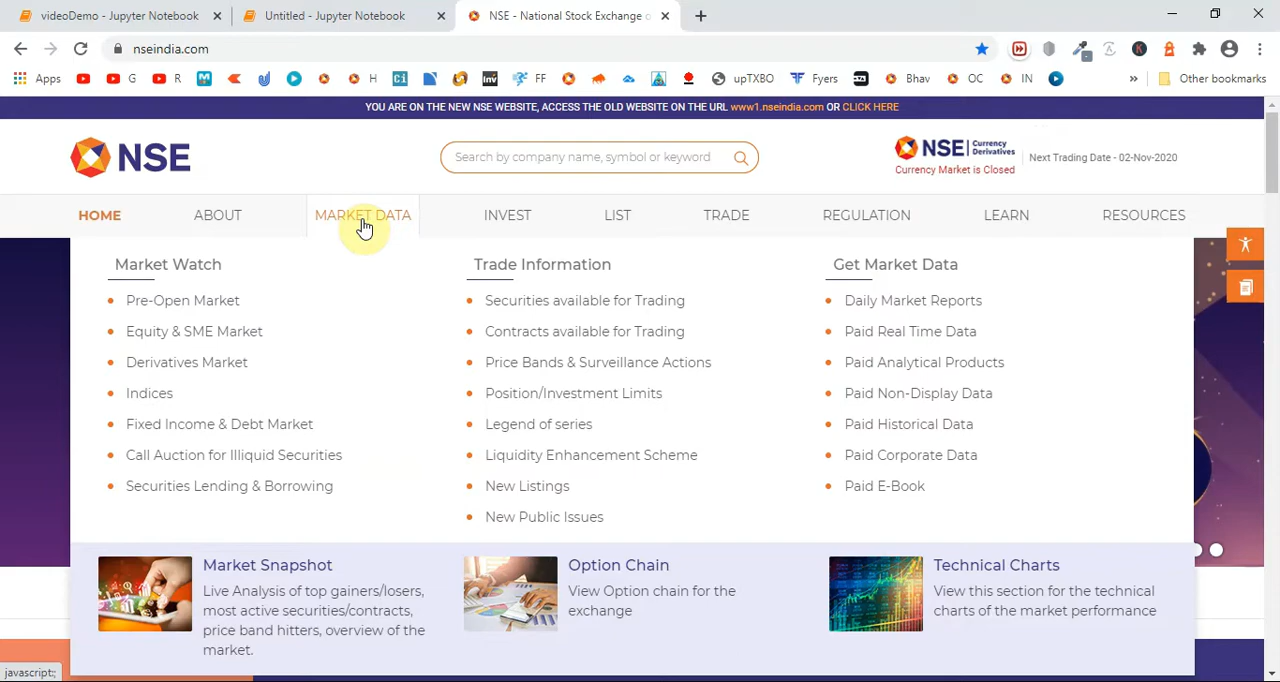 videoDemo - Jupyter Notebook
Untitled - Jupyter Notebook
NSE - National Stock Exchange o
nseindia.com
Apps G R H Ci Inv FF upTXBO Fyers Bhav OC IN » Other bookmarks
YOU ARE ON THE NEW NSE WEBSITE, ACCESS THE OLD WEBSITE ON THE URL www1.nseindia.com OR CLICK HERE
NSE
Search by company name, symbol or keyword
NSE Currency Derivatives
Currency Market is Closed
Next Trading Date - 02-Nov-2020
HOME ABOUT MARKET DATA INVEST LIST TRADE REGULATION LEARN RESOURCES
Market Watch
Pre-Open Market
Equity & SME Market
Derivatives Market
Indices
Fixed Income & Debt Market
Call Auction for Illiquid Securities
Securities Lending & Borrowing
Trade Information
Securities available for Trading
Contracts available for Trading
Price Bands & Surveillance Actions
Position/Investment Limits
Legend of series
Liquidity Enhancement Scheme
New Listings
New Public Issues
Get Market Data
Daily Market Reports
Paid Real Time Data
Paid Analytical Products
Paid Non-Display Data
Paid Historical Data
Paid Corporate Data
Paid E-Book
Market Snapshot
Live Analysis of top gainers/losers,
most active securities/contracts,
price band hitters, overview of the
market.
Option Chain
View Option chain for the
exchange
Technical Charts
View this section for the technical
charts of the market performance
javascript:;